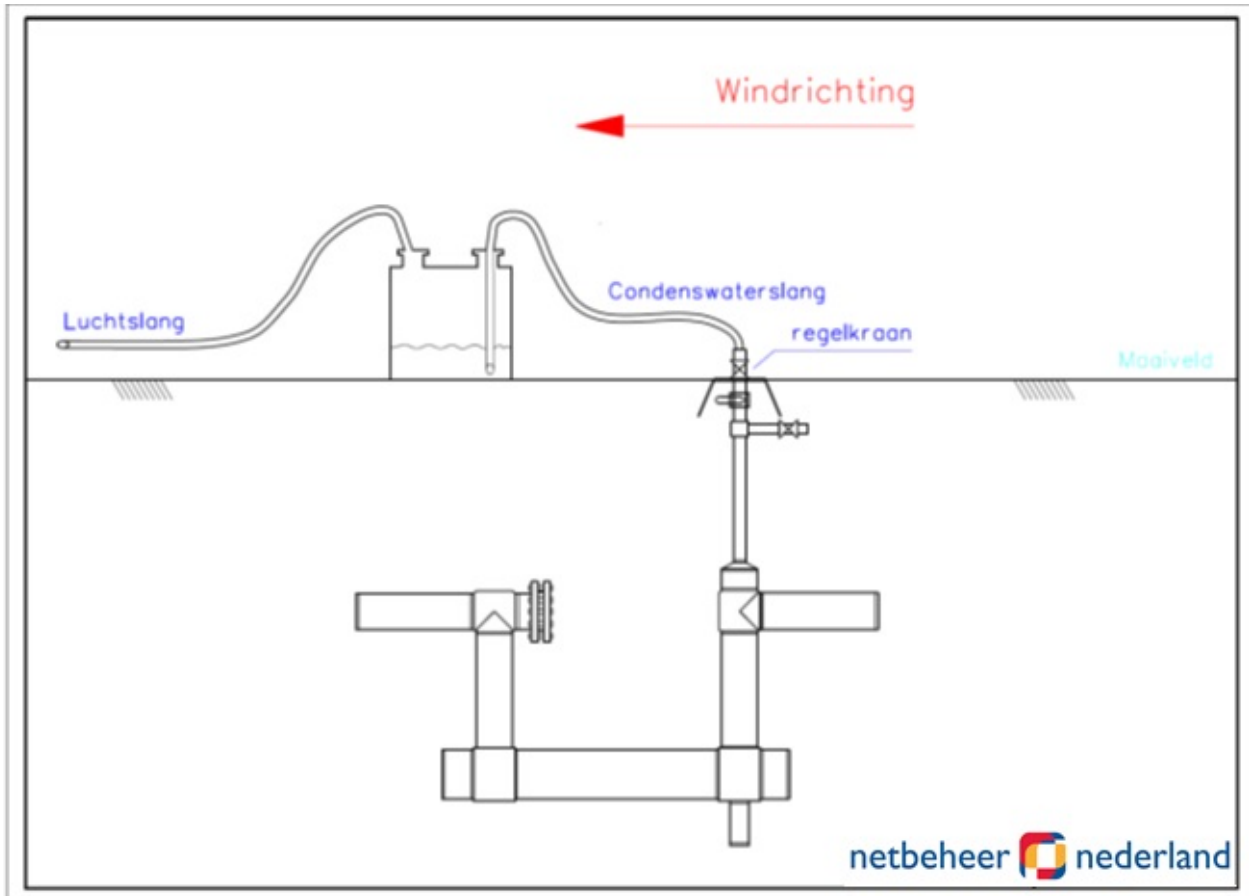 Windrichting
Condenswaterslang
Luchtslang
regelkraan
Maaiveld
netbeheer nederland